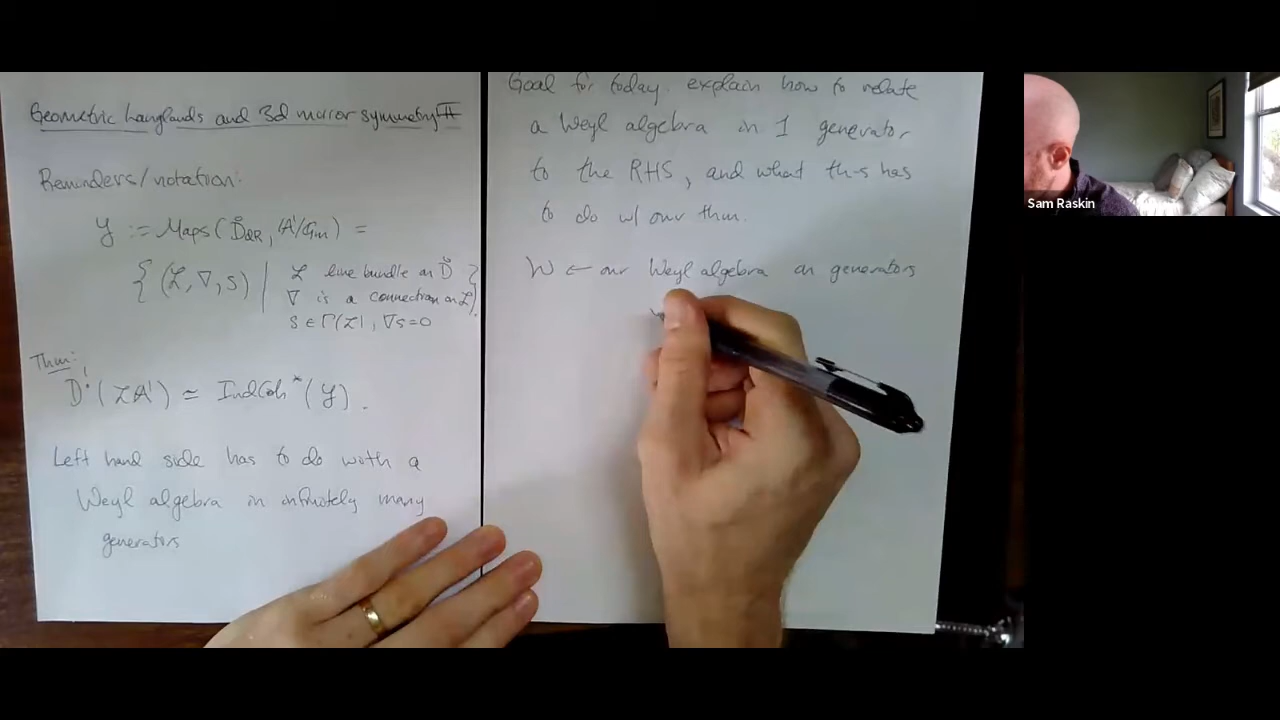 Geometric Langlands and 3d mirror symmetry II
Reminders/notation:
Y := Maps(D̊_dR, A¹/G_m) =
{ (L, ∇, s) | L line bundle on D̊
∇ is a connection on L
s ∈ Γ(L), ∇s=0 }.
Thm:
D^!(LA¹) ≃ IndCoh^*(Y).
Left hand side has to do with a
Weyl algebra in infinitely many
generators
Goal for today: explain how to relate
a Weyl algebra in 1 generator
to the RHS, and what this has
to do w/ our thm.
W ← our Weyl algebra on generators
Sam Raskin